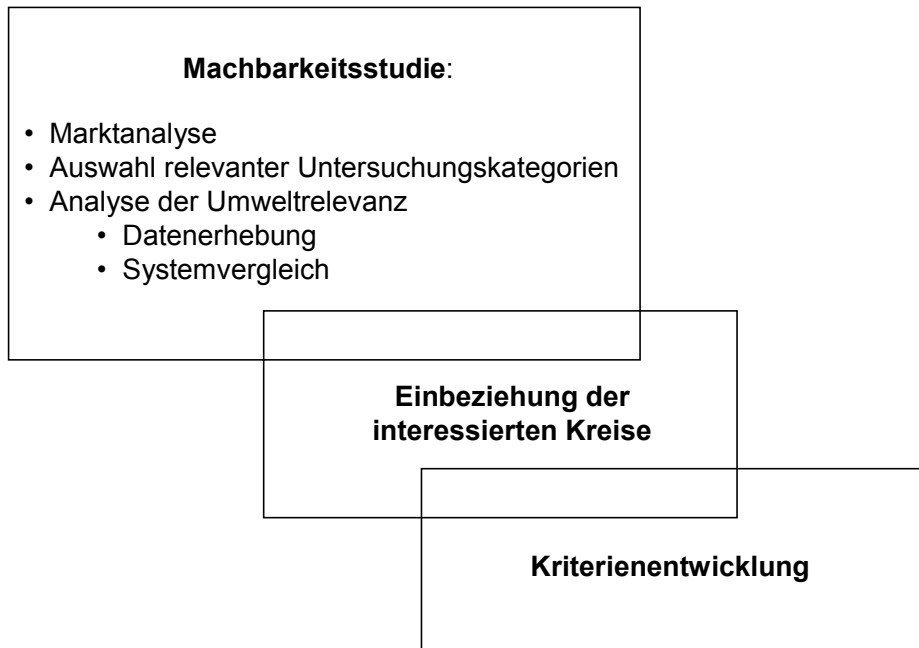 Machbarkeitsstudie:
• Marktanalyse
• Auswahl relevanter Untersuchungskategorien
• Analyse der Umweltrelevanz
• Datenerhebung
• Systemvergleich
Einbeziehung der
interessierten Kreise
Kriterienentwicklung